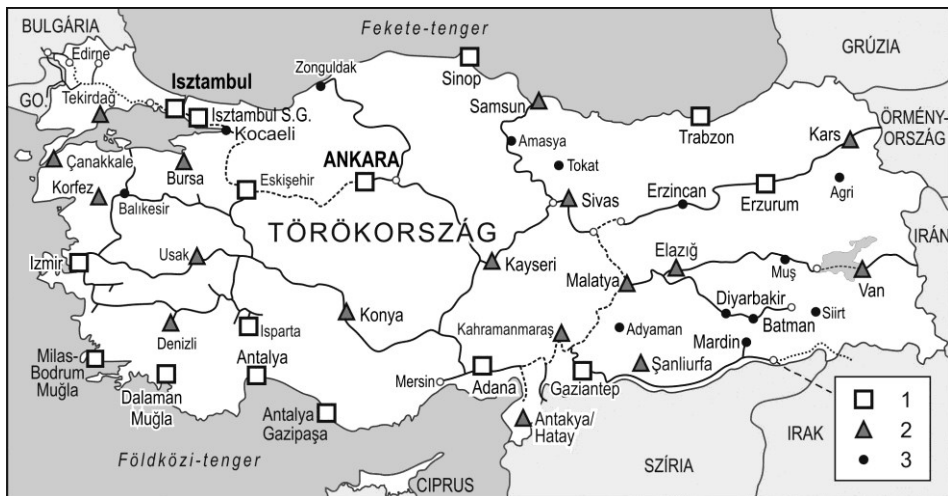 BULGÁRIA
Fekete-tenger
GRÚZIA
Edirne
Isztambul
Zonguldak
Sinop
GO.
Tekirdağ
Isztambul S.G.
Samsun
Trabzon
Kars
ÖRMÉNY-
ORSZÁG
Kocaeli
Amasya
Çanakkale
Bursa
ANKARA
Tokat
Agri
Korfez
Eskişehir
Sivas
Erzincan
Erzurum
Balıkesir
TÖRÖKORSZÁG
IRÁN
Izmir
Usak
Kayseri
Malatya
Elazığ
Muş
Van
Diyarbakir
Konya
Kahramanmaraş
Adyaman
Batman
Siirt
Denizli
Isparta
Mardin
Milas-
Bodrum
Muğla
Antalya
Mersin
Adana
Gaziantep
Şanliurfa
Dalaman
Muğla
Antalya
Gazipaşa
Antakya/
Hatay
1
Földközi-tenger
IRAK
2
SZÍRIA
3
CIPRUS